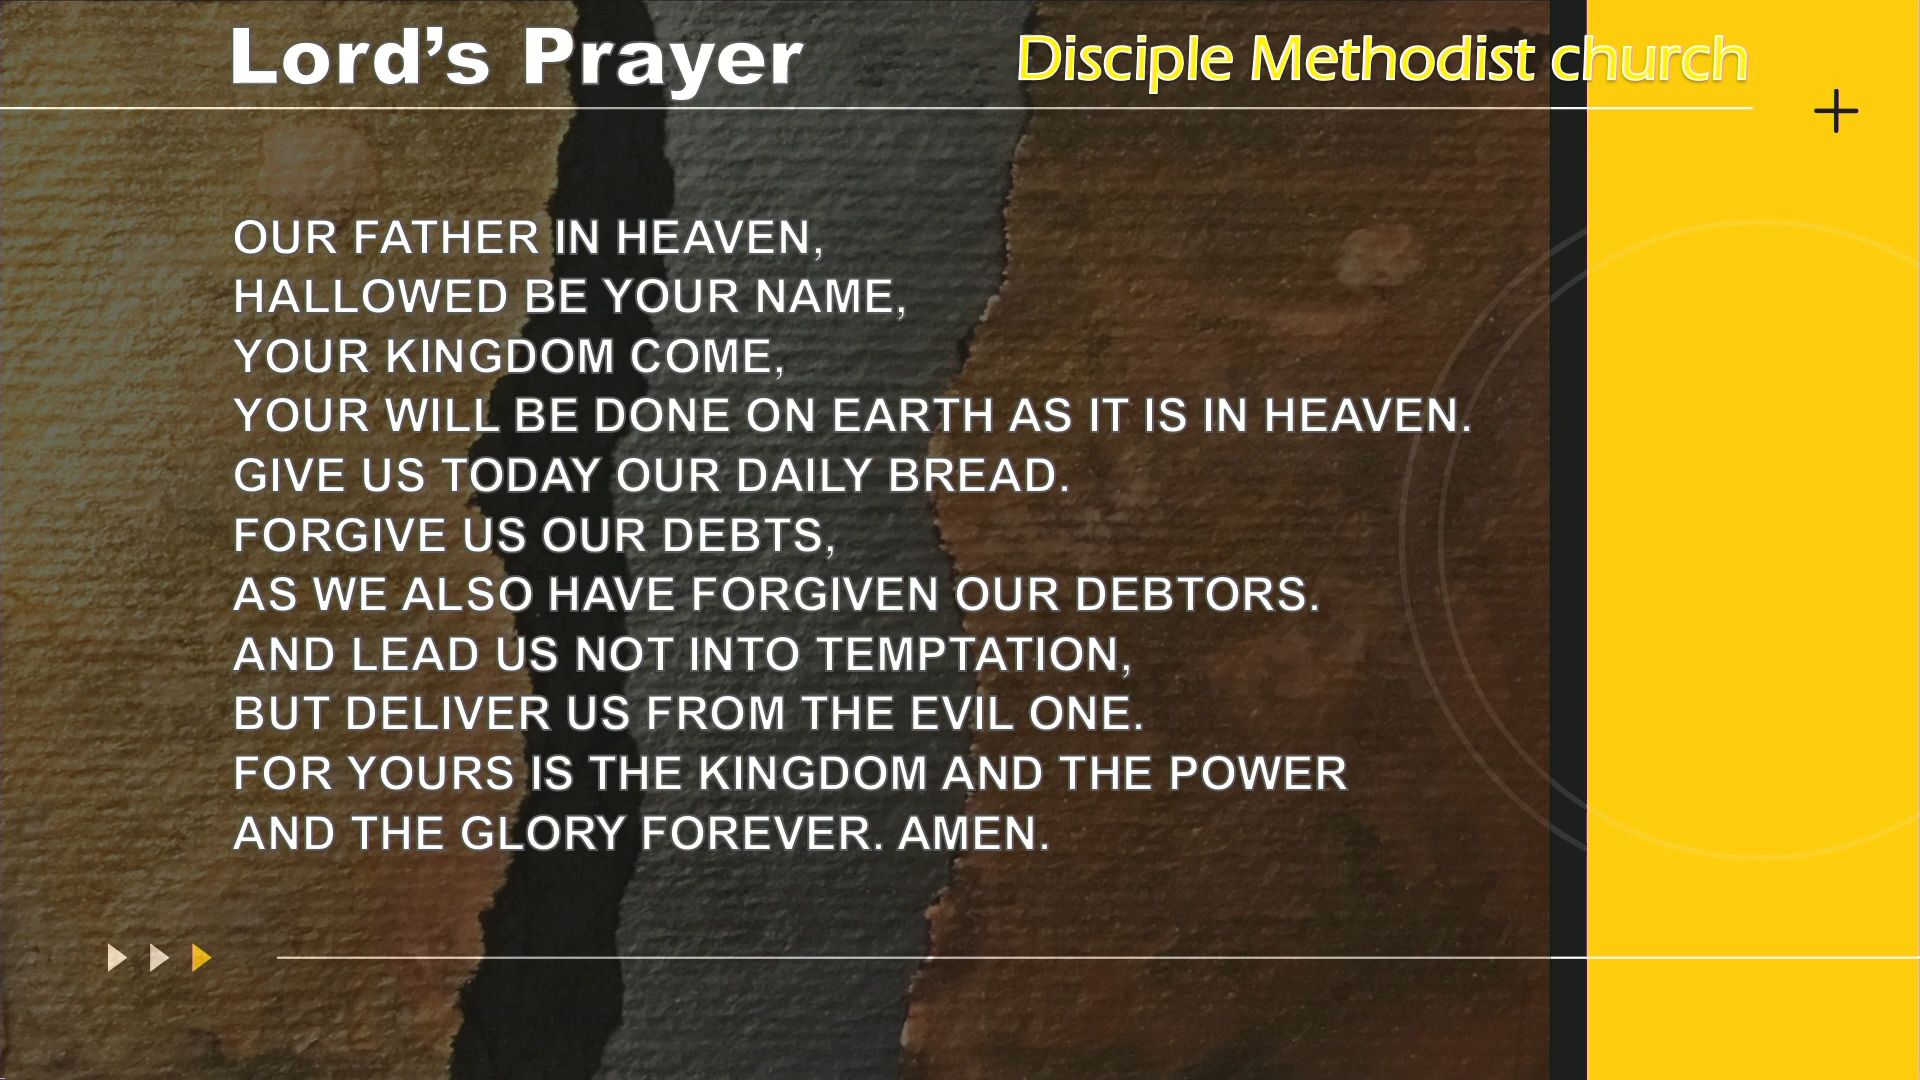 Lord’s Prayer
Disciple Methodist church
OUR FATHER IN HEAVEN,
HALLOWED BE YOUR NAME,
YOUR KINGDOM COME,
YOUR WILL BE DONE ON EARTH AS IT IS IN HEAVEN.
GIVE US TODAY OUR DAILY BREAD.
FORGIVE US OUR DEBTS,
AS WE ALSO HAVE FORGIVEN OUR DEBTORS.
AND LEAD US NOT INTO TEMPTATION,
BUT DELIVER US FROM THE EVIL ONE.
FOR YOURS IS THE KINGDOM AND THE POWER
AND THE GLORY FOREVER. AMEN.